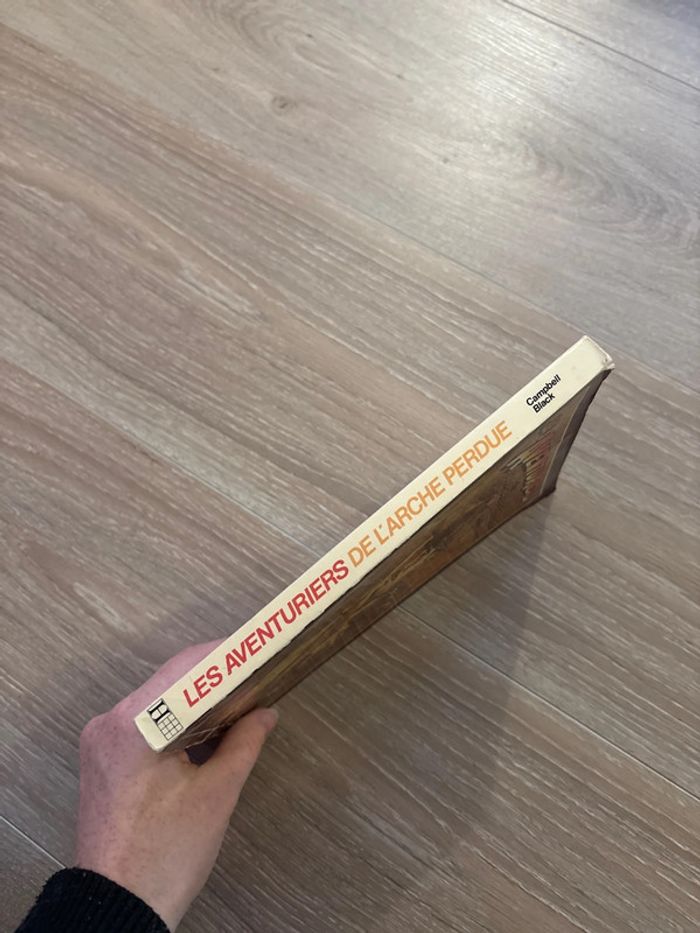 LES AVENTURIERS DE L'ARCHE PERDUE
Campbell
Black
H